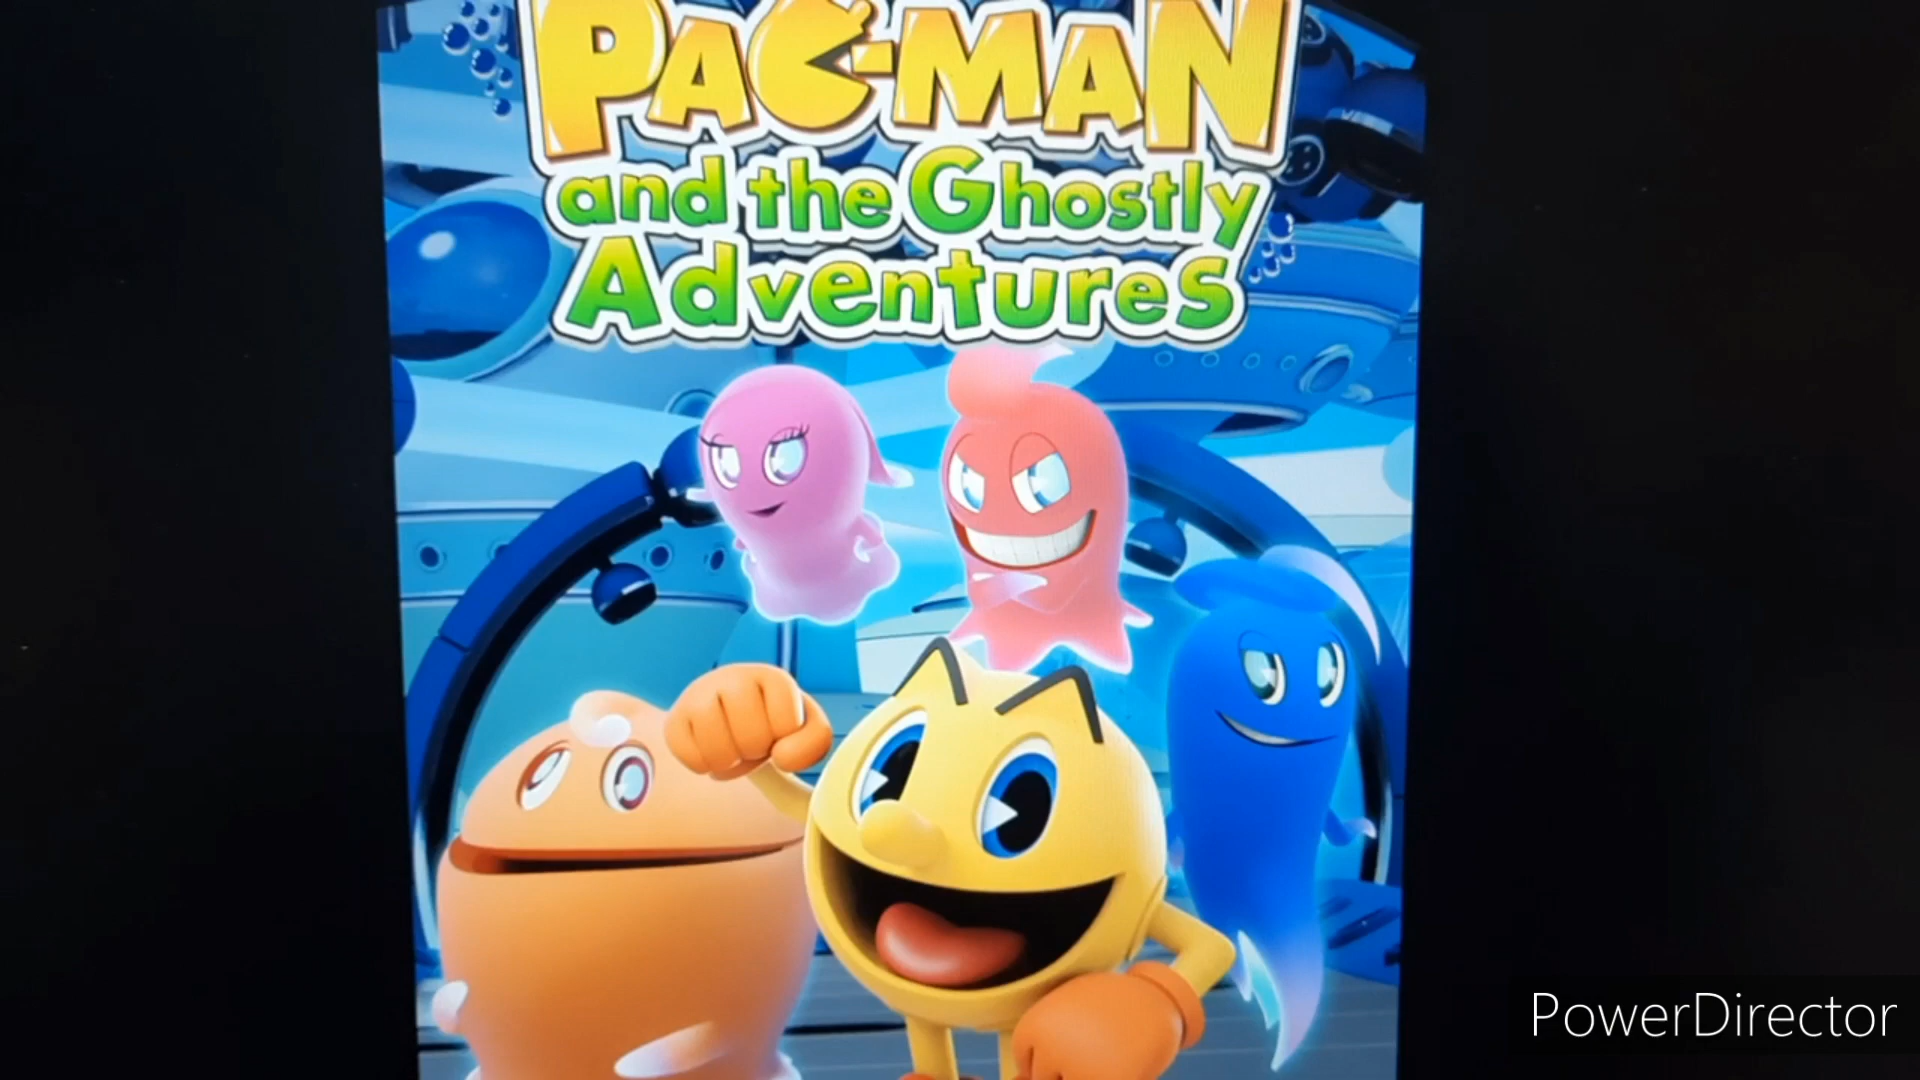 PAC-MAN
and the Ghostly
Adventures
PowerDirector